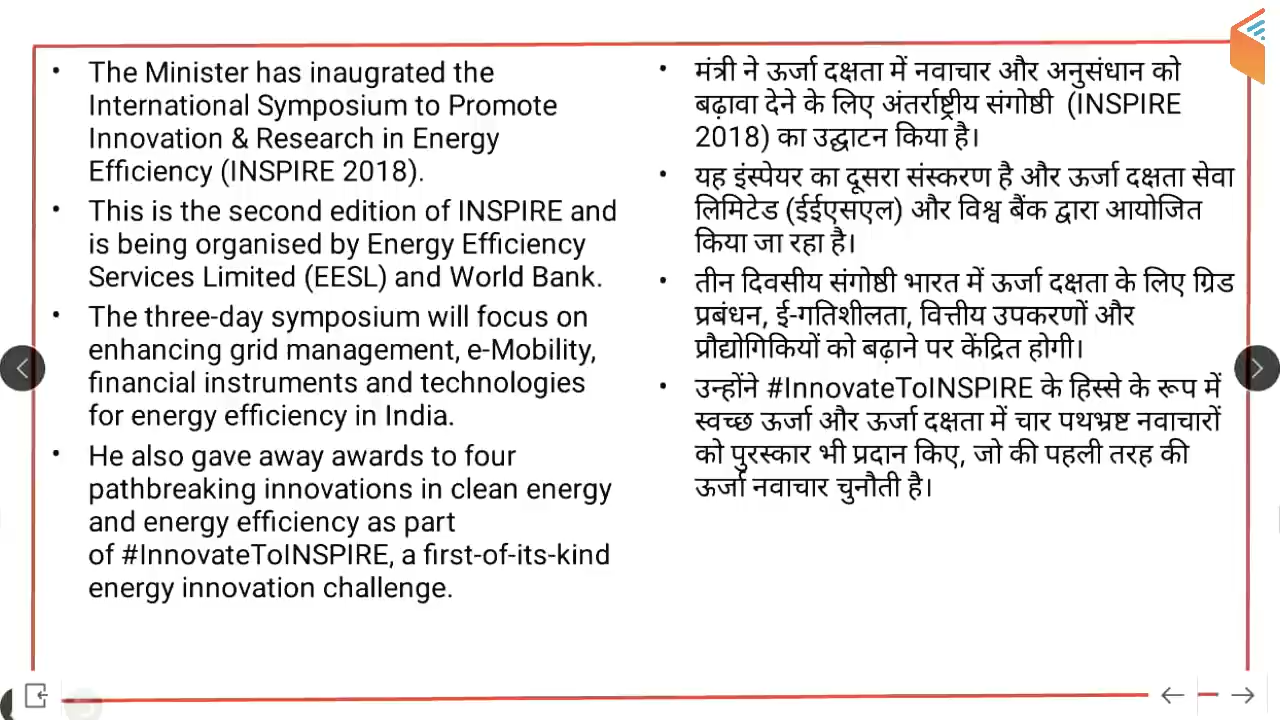 • The Minister has inaugrated the
International Symposium to Promote
Innovation & Research in Energy
Efficiency (INSPIRE 2018).
• This is the second edition of INSPIRE and
is being organised by Energy Efficiency
Services Limited (EESL) and World Bank.
• The three-day symposium will focus on
enhancing grid management, e-Mobility,
financial instruments and technologies
for energy efficiency in India.
• He also gave away awards to four
pathbreaking innovations in clean energy
and energy efficiency as part
of #InnovateToINSPIRE, a first-of-its-kind
energy innovation challenge.
• मंत्री ने ऊर्जा दक्षता में नवाचार और अनुसंधान को
बढ़ावा देने के लिए अंतर्राष्ट्रीय संगोष्ठी (INSPIRE
2018) का उद्घाटन किया है।
• यह इंस्पेयर का दूसरा संस्करण है और ऊर्जा दक्षता सेवा
लिमिटेड (ईईएसएल) और विश्व बैंक द्वारा आयोजित
किया जा रहा है।
• तीन दिवसीय संगोष्ठी भारत में ऊर्जा दक्षता के लिए ग्रिड
प्रबंधन, ई-गतिशीलता, वित्तीय उपकरणों और
प्रौद्योगिकियों को बढ़ाने पर केंद्रित होगी।
• उन्होंने #InnovateToINSPIRE के हिस्से के रूप में
स्वच्छ ऊर्जा और ऊर्जा दक्षता में चार पथभ्रष्ट नवाचारों
को पुरस्कार भी प्रदान किए, जो की पहली तरह की
ऊर्जा नवाचार चुनौती है।